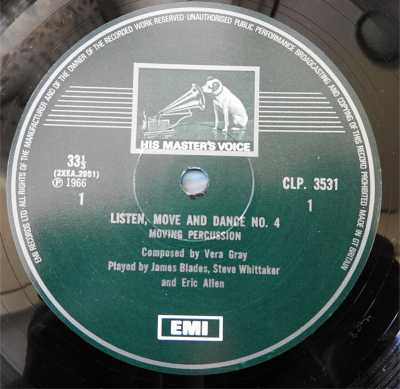 EMI RECORDS LTD ALL RIGHTS OF THE MANUFACTURER AND OF THE OWNER OF THE RECORDED WORK RESERVED · UNAUTHORISED PUBLIC PERFORMANCE BROADCASTING AND COPYING OF THIS RECORD PROHIBITED · MADE IN GT BRITAIN
HIS MASTER'S VOICE
33⅓
(2XEA.2951)
Ⓟ 1966
1
CLP. 3531
1
LISTEN, MOVE AND DANCE NO. 4
MOVING PERCUSSION
Composed by Vera Gray
Played by James Blades, Steve Whittaker
and Eric Allen
EMI